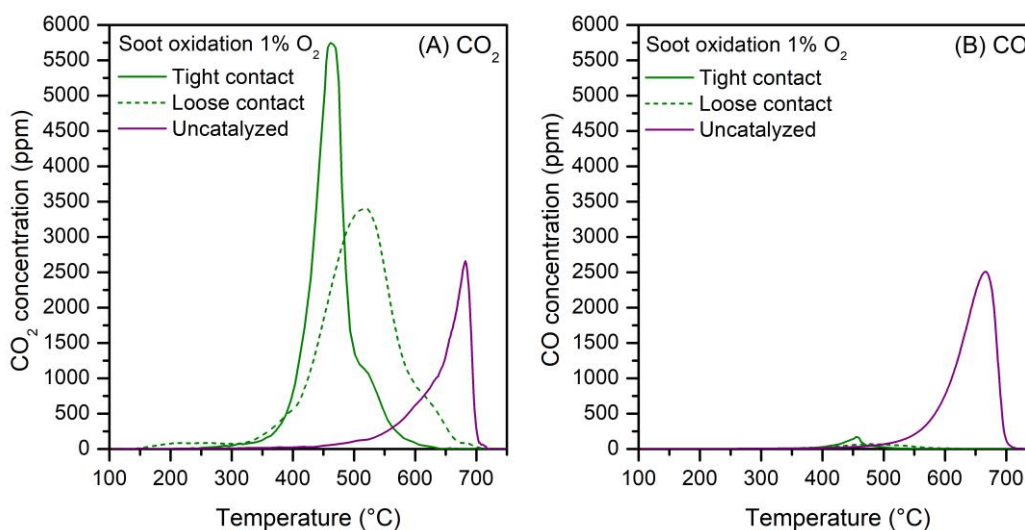 Soot oxidation 1% O₂
(A) CO₂
Tight contact
Loose contact
Uncatalyzed
CO₂ concentration (ppm)
6000
5750
5500
5000
4500
4000
3500
3000
2500
2000
1500
1000
500
0
100 200 300 400 500 600 700
Temperature (°C)
Soot oxidation 1% O₂
(B) CO
Tight contact
Loose contact
Uncatalyzed
CO concentration (ppm)
6000
5500
5000
4500
4000
3500
3000
2500
2000
1500
1000
500
0
100 200 300 400 500 600 700
Temperature (°C)